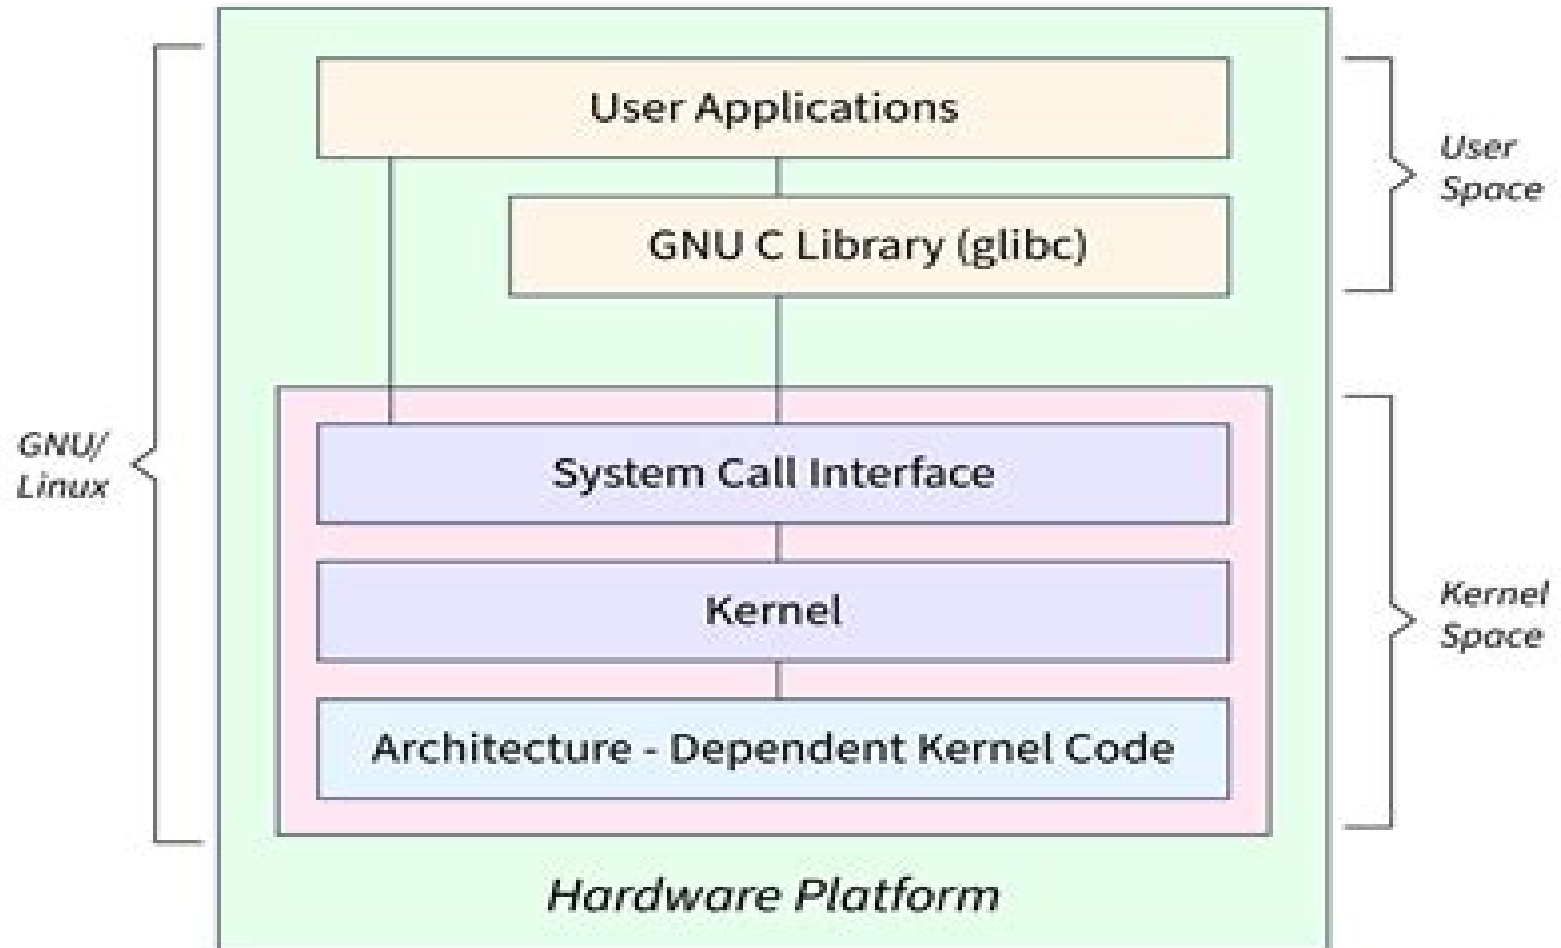 User Applications
User
Space
GNU C Library (glibc)
GNU/
Linux
System Call Interface
Kernel
Kernel
Space
Architecture - Dependent Kernel Code
Hardware Platform